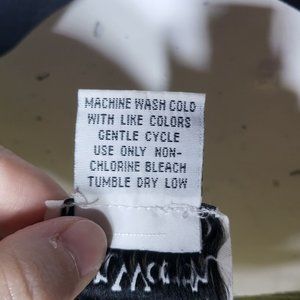 MACHINE WASH COLD
WITH LIKE COLORS
GENTLE CYCLE
USE ONLY NON-
CHLORINE BLEACH
TUMBLE DRY LOW